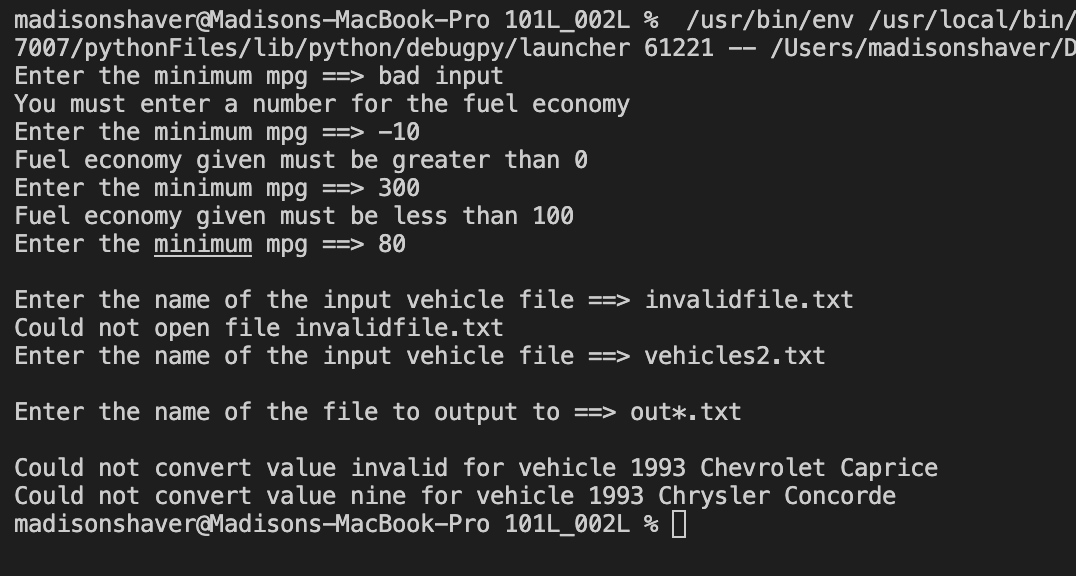 madisonshaver@Madisons-MacBook-Pro 101L_002L %  /usr/bin/env /usr/local/bin/
7007/pythonFiles/lib/python/debugpy/launcher 61221 -- /Users/madisonshaver/D
Enter the minimum mpg ==> bad input
You must enter a number for the fuel economy
Enter the minimum mpg ==> -10
Fuel economy given must be greater than 0
Enter the minimum mpg ==> 300
Fuel economy given must be less than 100
Enter the minimum mpg ==> 80
Enter the name of the input vehicle file ==> invalidfile.txt
Could not open file invalidfile.txt
Enter the name of the input vehicle file ==> vehicles2.txt
Enter the name of the file to output to ==> out*.txt
Could not convert value invalid for vehicle 1993 Chevrolet Caprice
Could not convert value nine for vehicle 1993 Chrysler Concorde
madisonshaver@Madisons-MacBook-Pro 101L_002L %